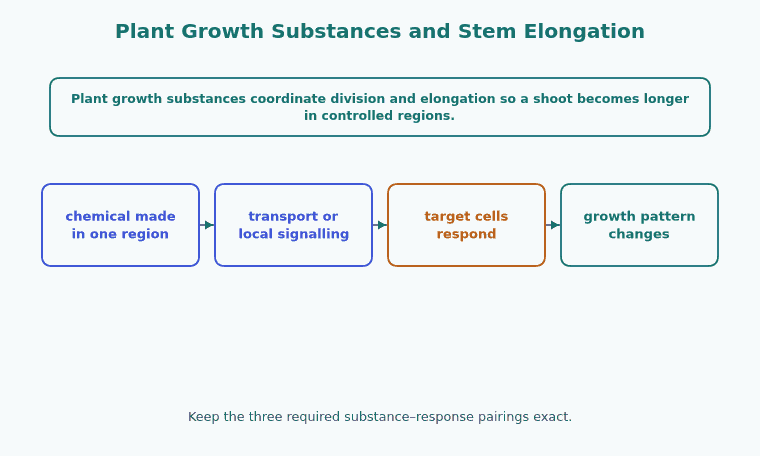 Plant Growth Substances and Stem Elongation
Plant growth substances coordinate division and elongation so a shoot becomes longer
in controlled regions.
chemical made
in one region
transport or
local signalling
target cells
respond
growth pattern
changes
Keep the three required substance–response pairings exact.